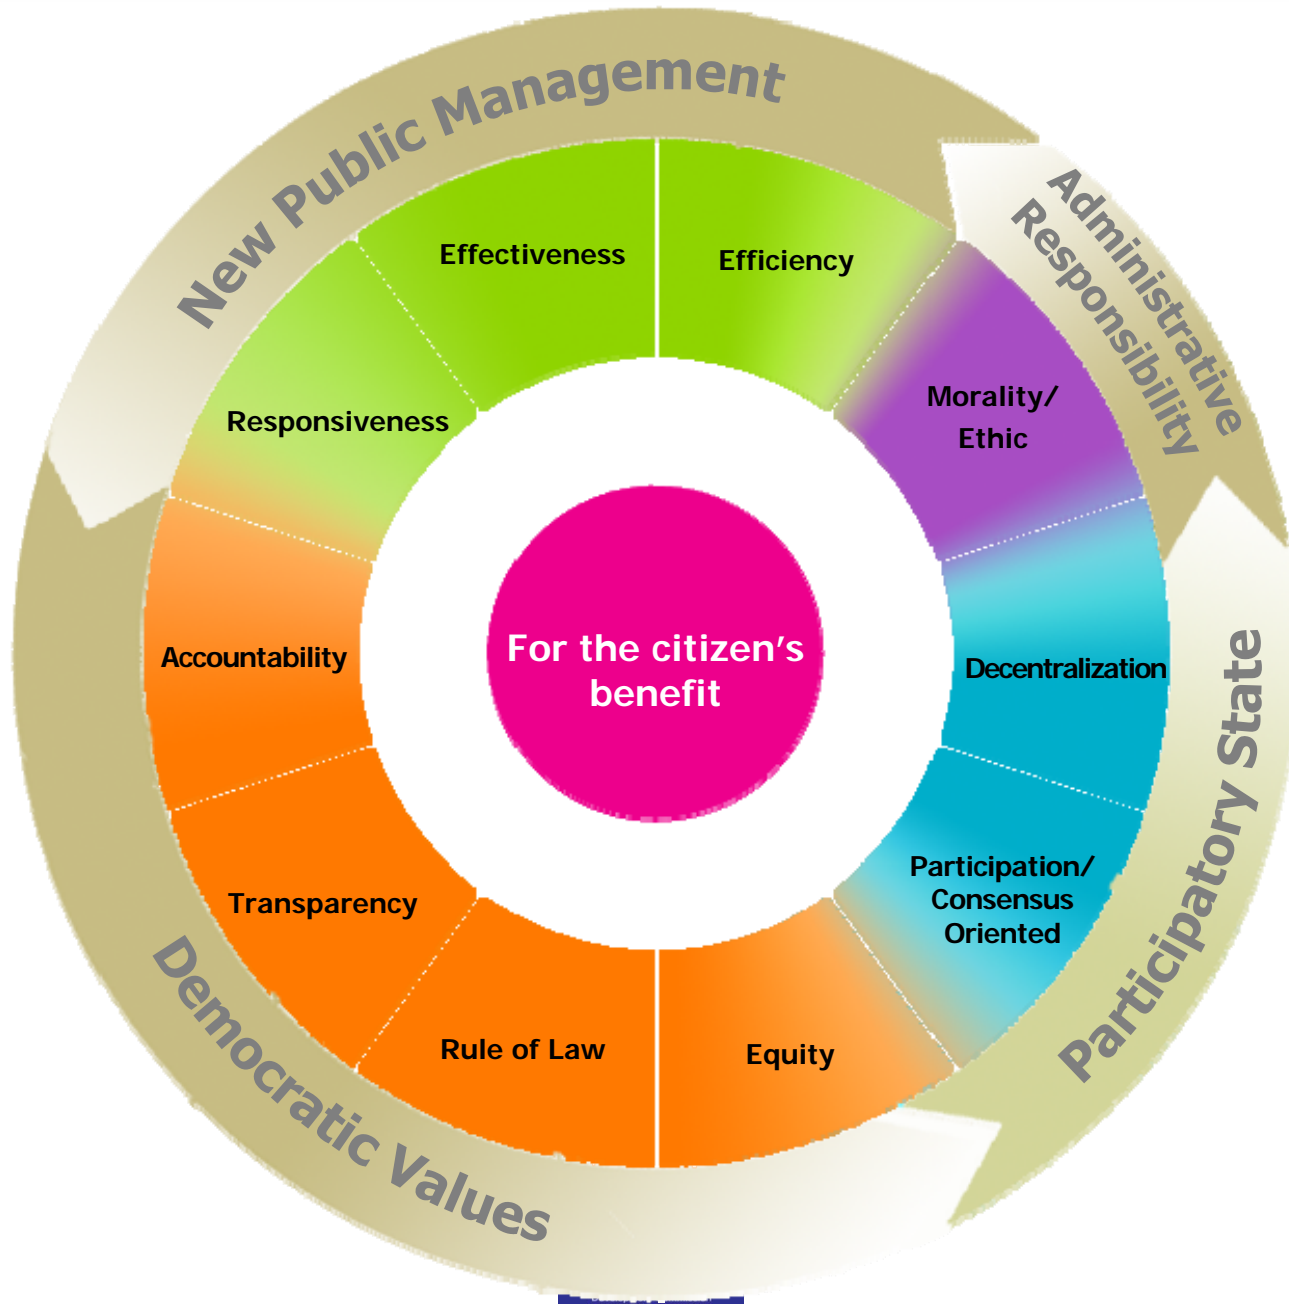 New Public Management
Administrative
Responsibility
Effectiveness
Efficiency
Responsiveness
Morality/
Ethic
Accountability
For the citizen's
benefit
Decentralization
Participatory State
Transparency
Participation/
Consensus
Oriented
Rule of Law
Equity
Democratic Values